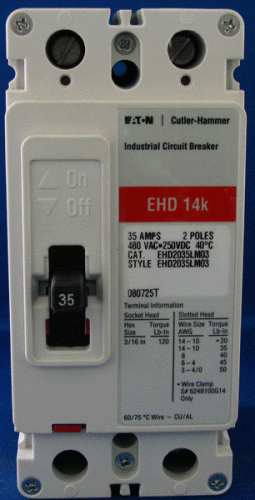 EATON | Cutler-Hammer
Industrial Circuit Breaker
EHD 14k
On
Off
35
35 AMPS 2 POLES
480 VAC•250VDC 40°C
CAT. EHD2035LM03
STYLE EHD2035LM03
080725T
Terminal Information
Socket Head Slotted Head
Hex Size Torque Lb-In Wire Size AWG Torque Lb-In
3/16 In 120 14-10 •20
14-10 35
8 40
6-4 45
3-4/0 50
• Wire Clamp
S# 624B100G14
Only
60/75 °C Wire - CU/AL